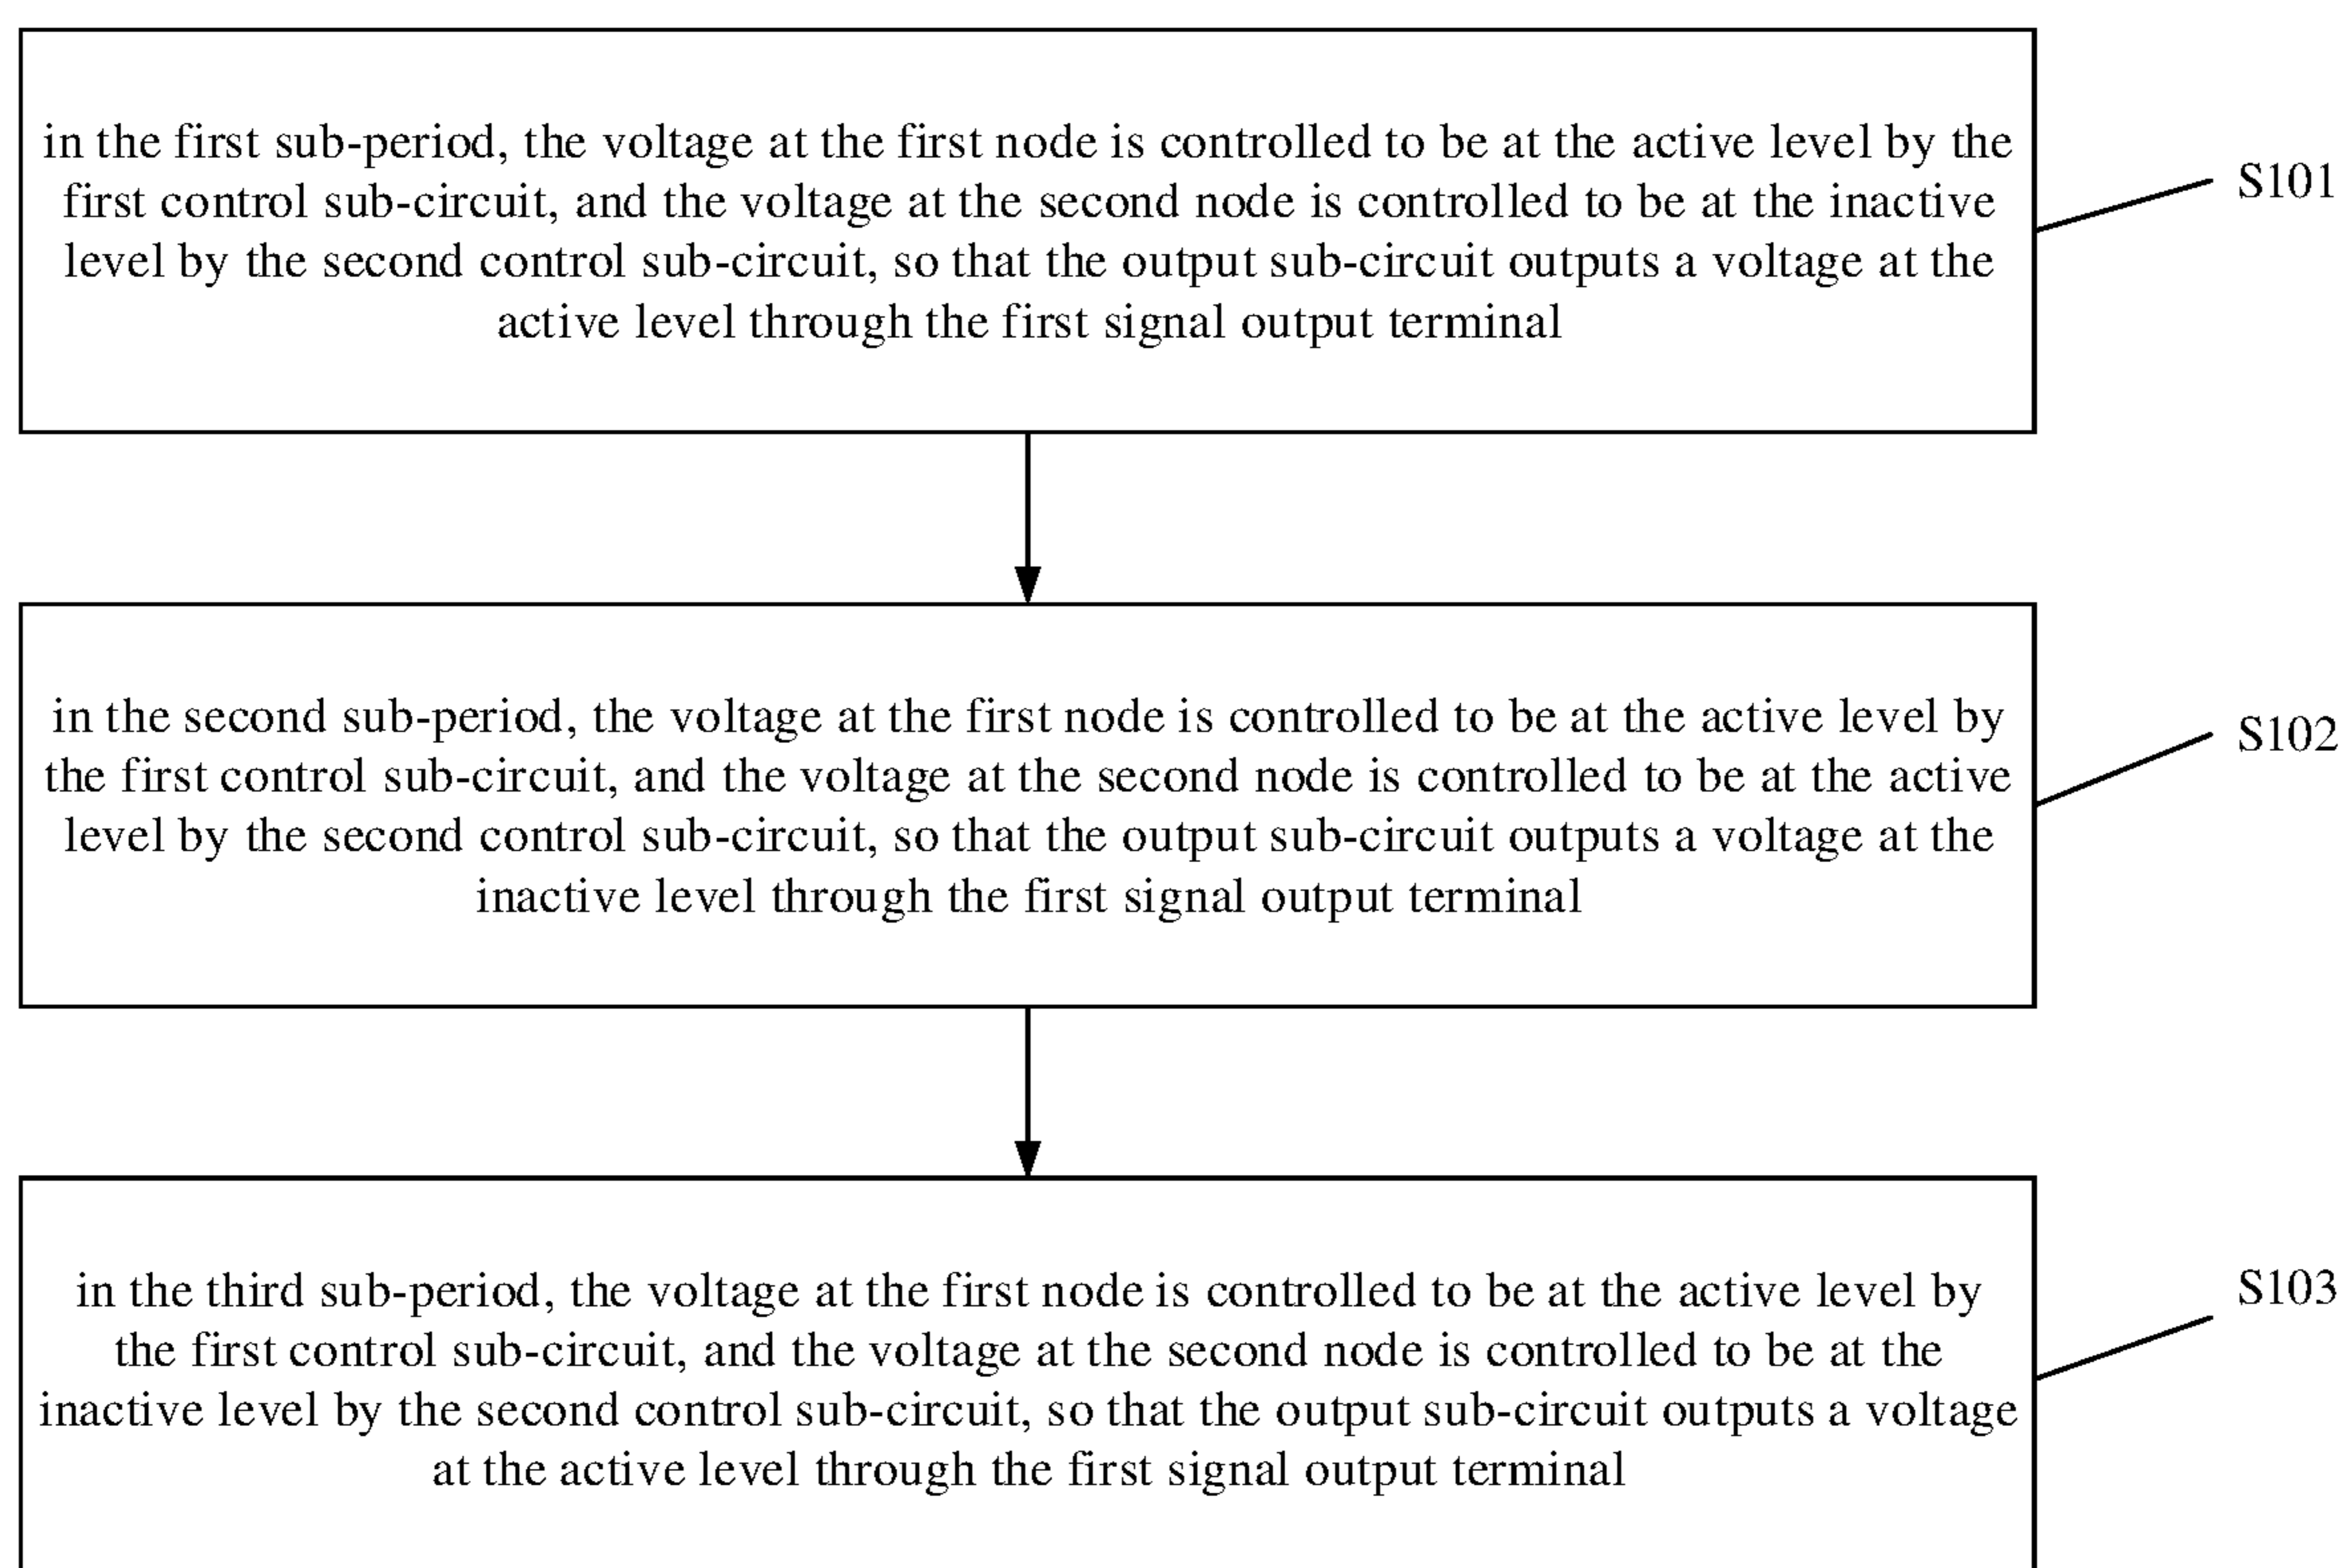 in the first sub-period, the voltage at the first node is controlled to be at the active level by the
first control sub-circuit, and the voltage at the second node is controlled to be at the inactive
level by the second control sub-circuit, so that the output sub-circuit outputs a voltage at the
active level through the first signal output terminal
S101
in the second sub-period, the voltage at the first node is controlled to be at the active level by
the first control sub-circuit, and the voltage at the second node is controlled to be at the active
level by the second control sub-circuit, so that the output sub-circuit outputs a voltage at the
inactive level through the first signal output terminal
S102
in the third sub-period, the voltage at the first node is controlled to be at the active level by
the first control sub-circuit, and the voltage at the second node is controlled to be at the
inactive level by the second control sub-circuit, so that the output sub-circuit outputs a voltage
at the active level through the first signal output terminal
S103